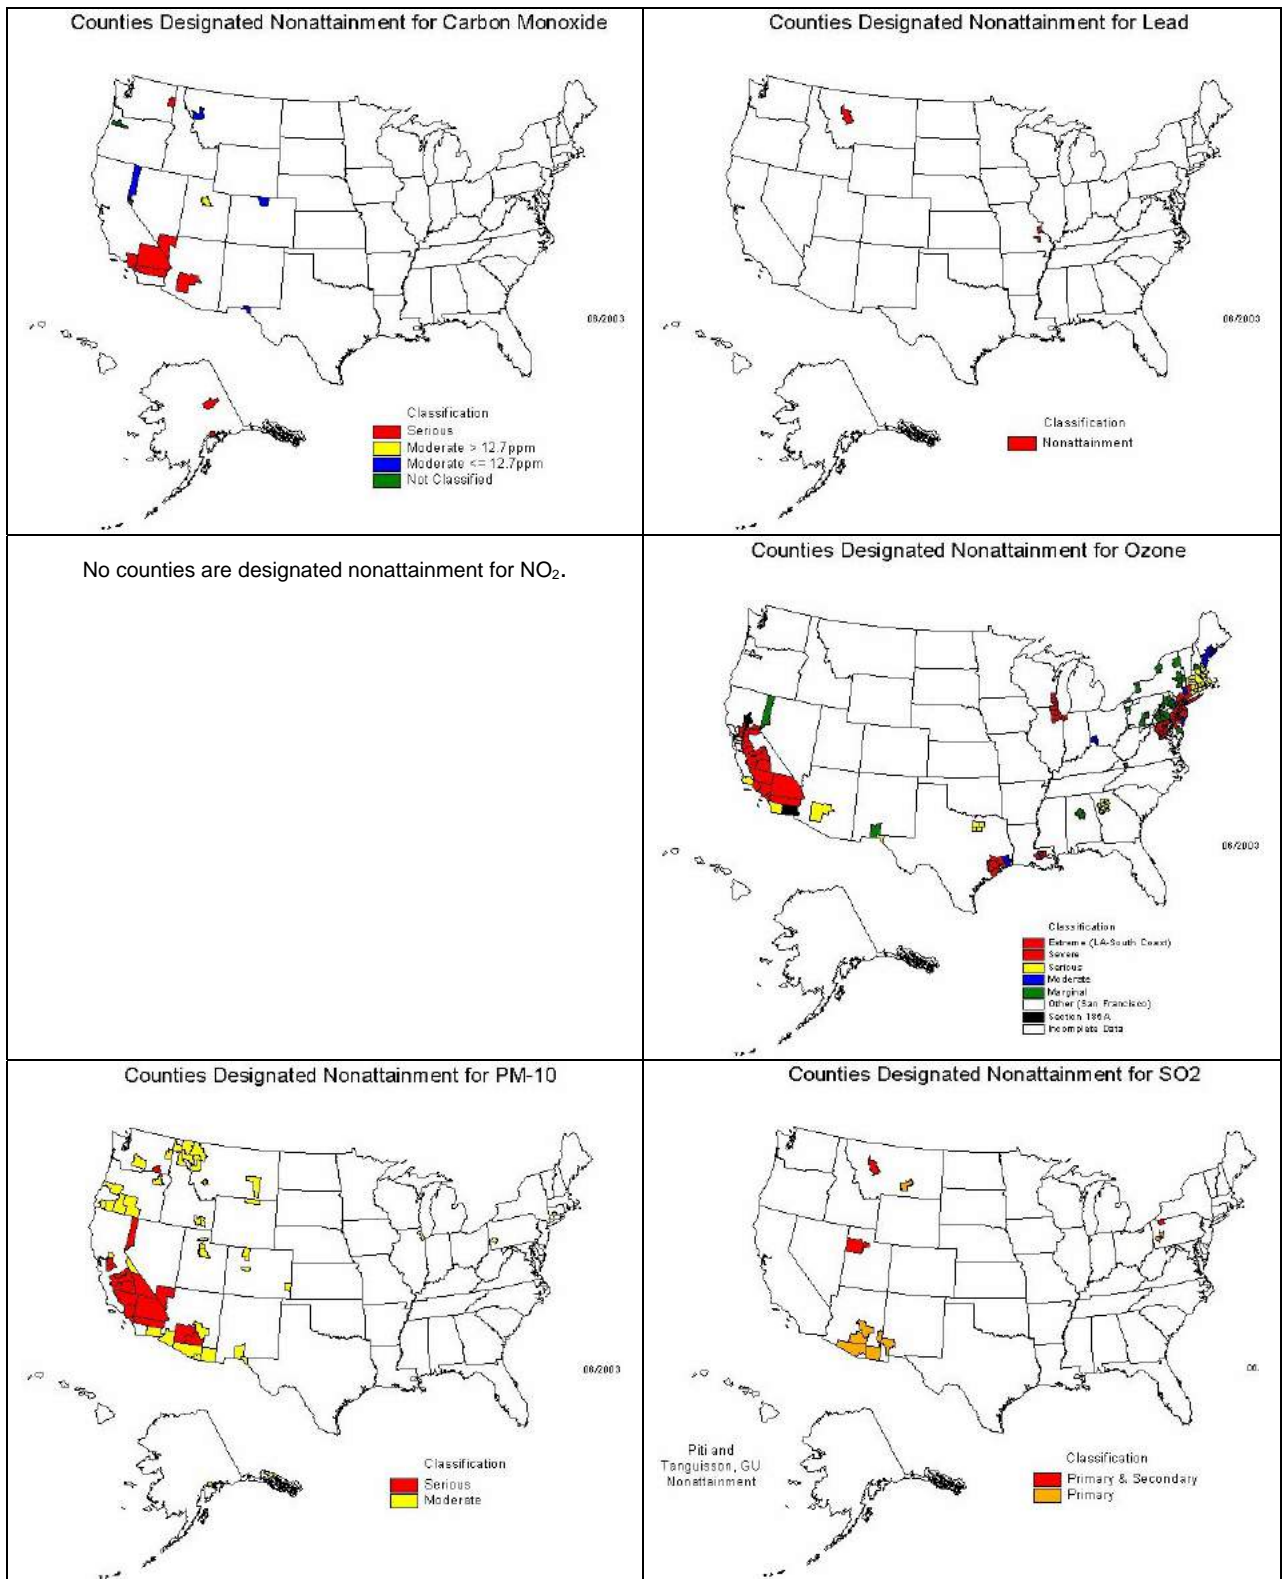 Counties Designated Nonattainment for Carbon Monoxide
08/2003
Classification
Serious
Moderate > 12.7ppm
Moderate <= 12.7ppm
Not Classified
Counties Designated Nonattainment for Lead
08/2003
Classification
Nonattainment
No counties are designated nonattainment for NO₂.
Counties Designated Nonattainment for Ozone
08/2003
Classification
Extreme (LA-South Coast)
Severe
Serious
Moderate
Marginal
Other (San Francisco)
Section 186A
Incomplete Data
Counties Designated Nonattainment for PM-10
08/2003
Classification
Serious
Moderate
Counties Designated Nonattainment for SO2
Piti and
Tanguisson, GU
Nonattainment
Classification
Primary & Secondary
Primary